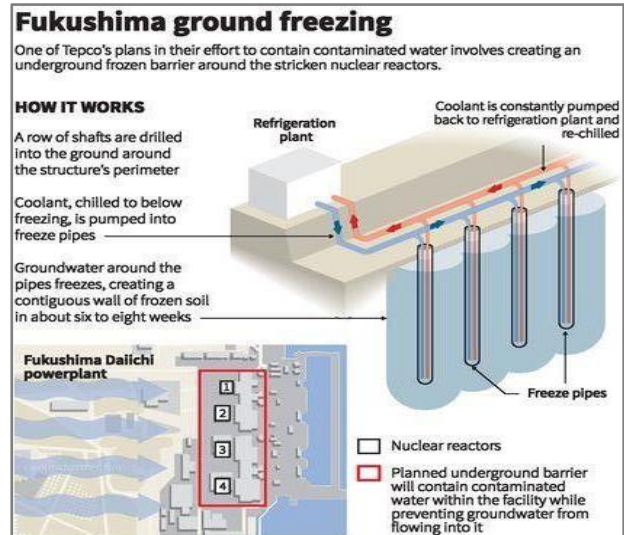 Fukushima ground freezing
One of Tepco's plans in their effort to contain contaminated water involves creating an
underground frozen barrier around the stricken nuclear reactors.
HOW IT WORKS
A row of shafts are drilled
into the ground around
the structure's perimeter
Coolant, chilled to below
freezing, is pumped into
freeze pipes
Groundwater around the
pipes freezes, creating a
contiguous wall of frozen soil
in about six to eight weeks
Refrigeration
plant
Coolant is constantly pumped
back to refrigeration plant and
re-chilled
Freeze pipes
Fukushima Daiichi
powerplant
1
2
3
4
Nuclear reactors
Planned underground barrier
will contain contaminated
water within the facility while
preventing groundwater from
flowing into it